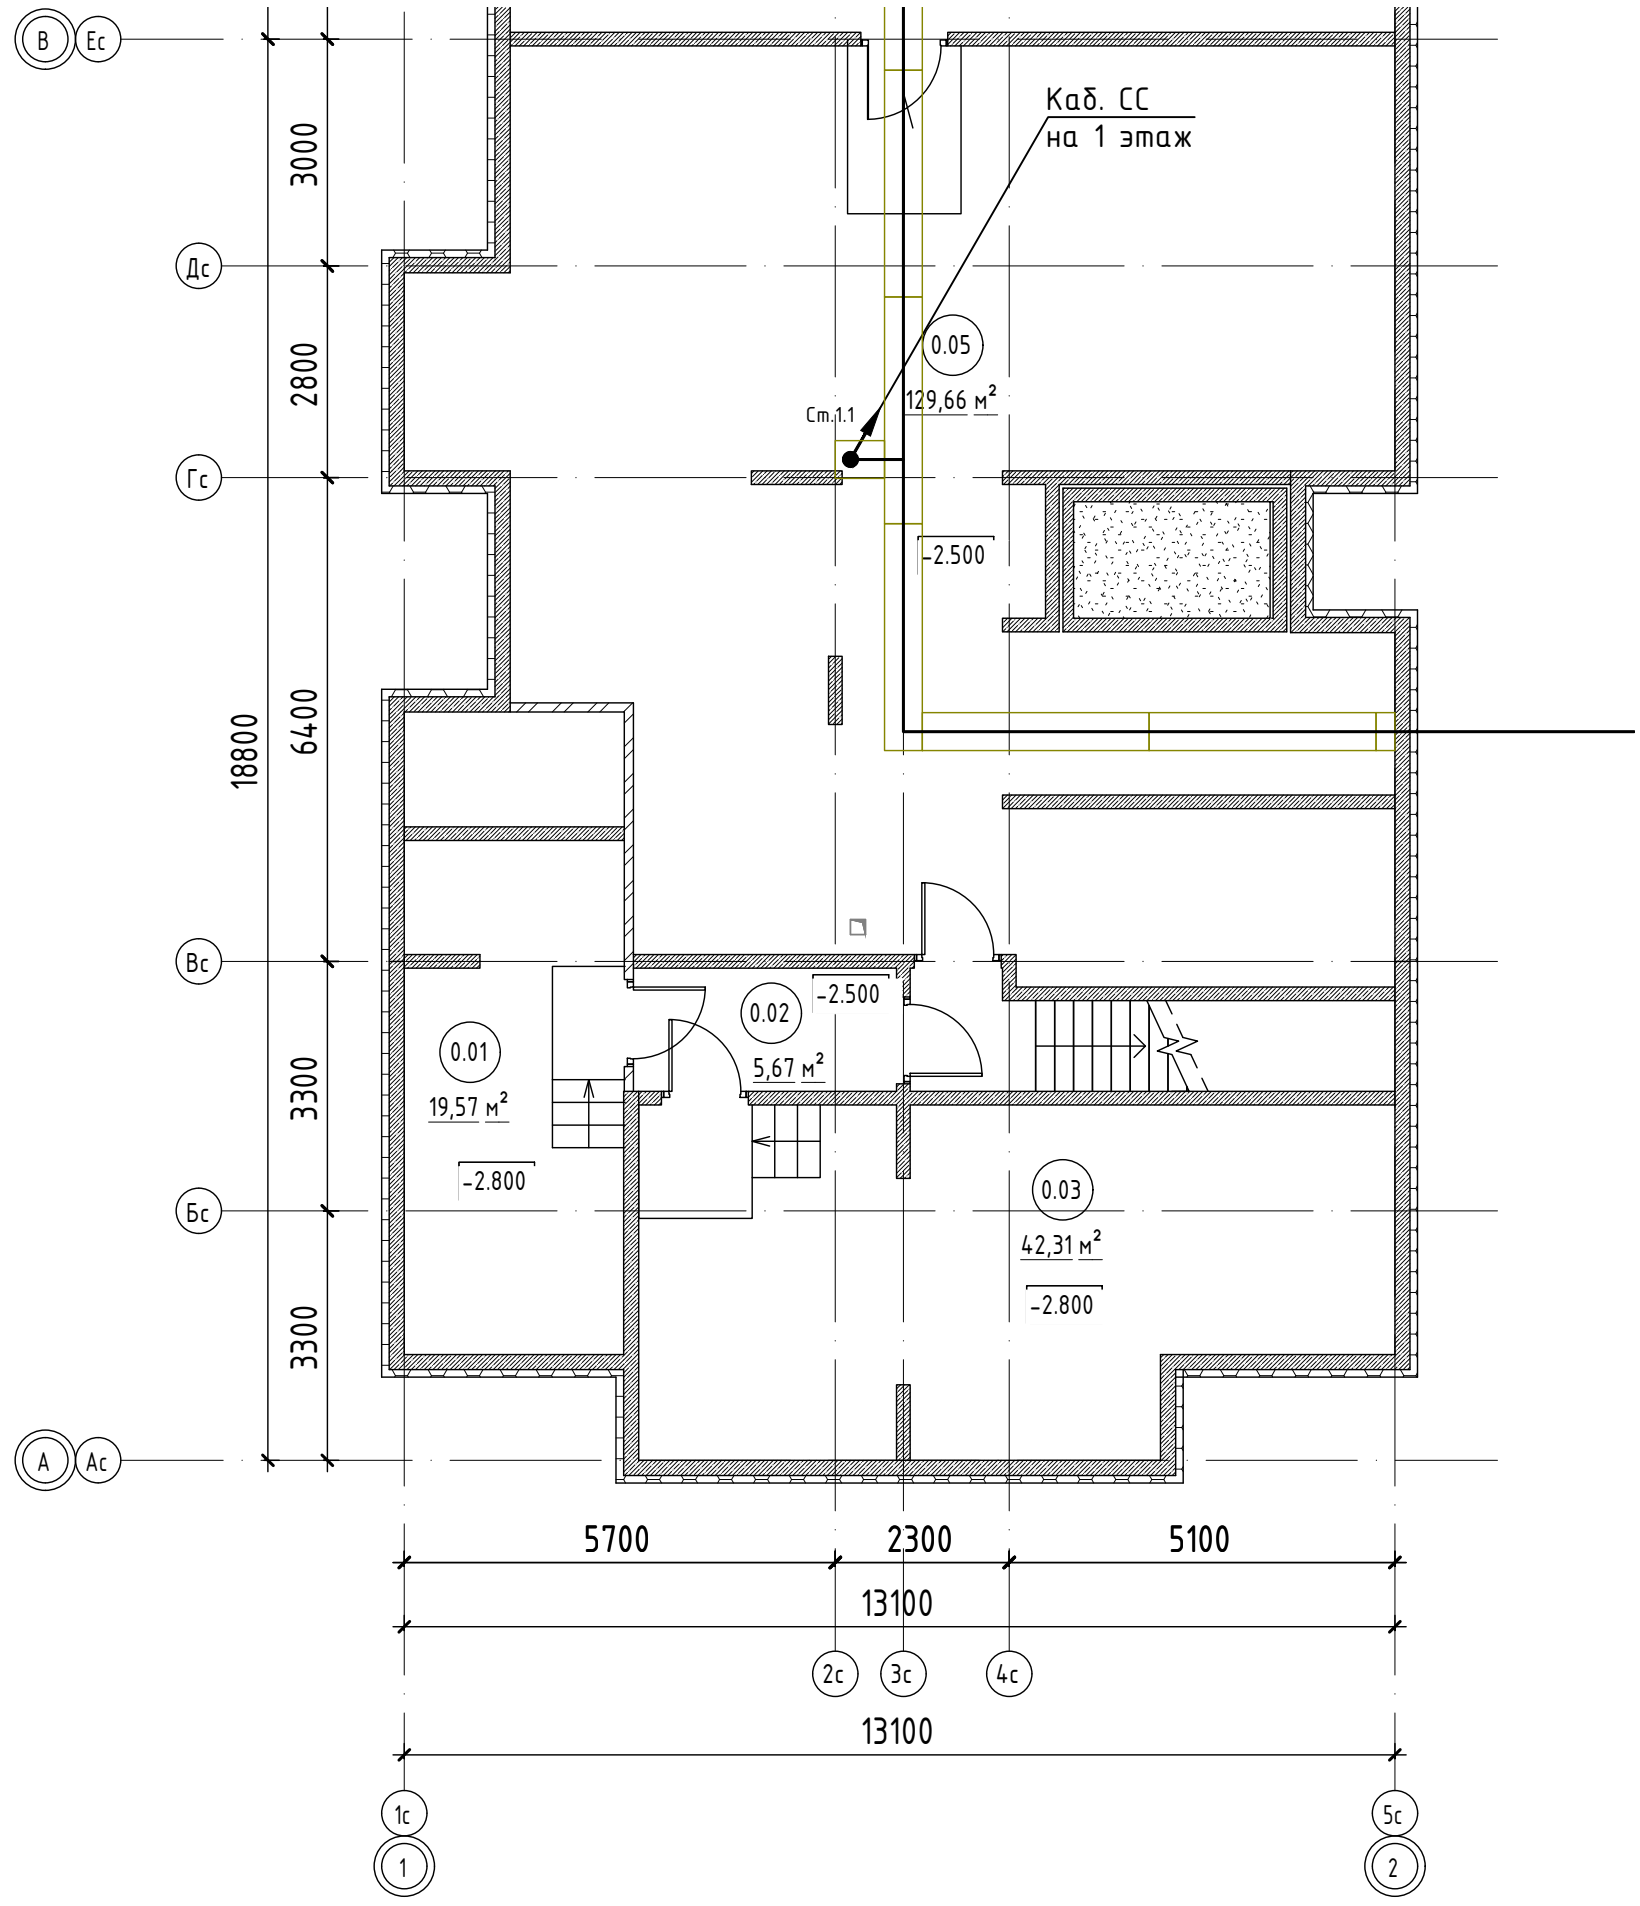 В Ес
Каб. СС
на 1 этаж
3000
Дс
2800
0.05
129,66 м²
Ст.1.1
Гс
-2.500
6400
18800
Вс
-2.500
0.02
0.01
5,67 м²
19,57 м²
3300
-2.800
0.03
Бс
42,31 м²
-2.800
3300
А Ас
5700 2300 5100
13100
2с 3с 4с
13100
1с 5с
1 2